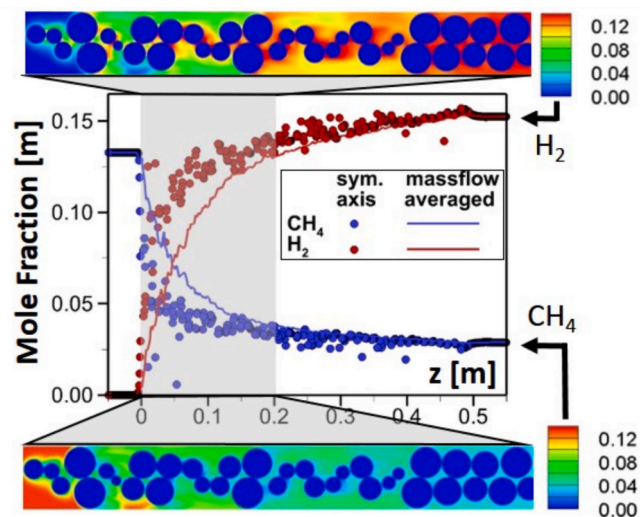 0.12
0.08
0.04
0.00
H2
Mole Fraction [m]
0.15
0.10
0.05
0.00
sym. axis
massflow averaged
CH4
H2
CH4
z [m]
0
0.1
0.2
0.3
0.4
0.5
0.12
0.08
0.04
0.00